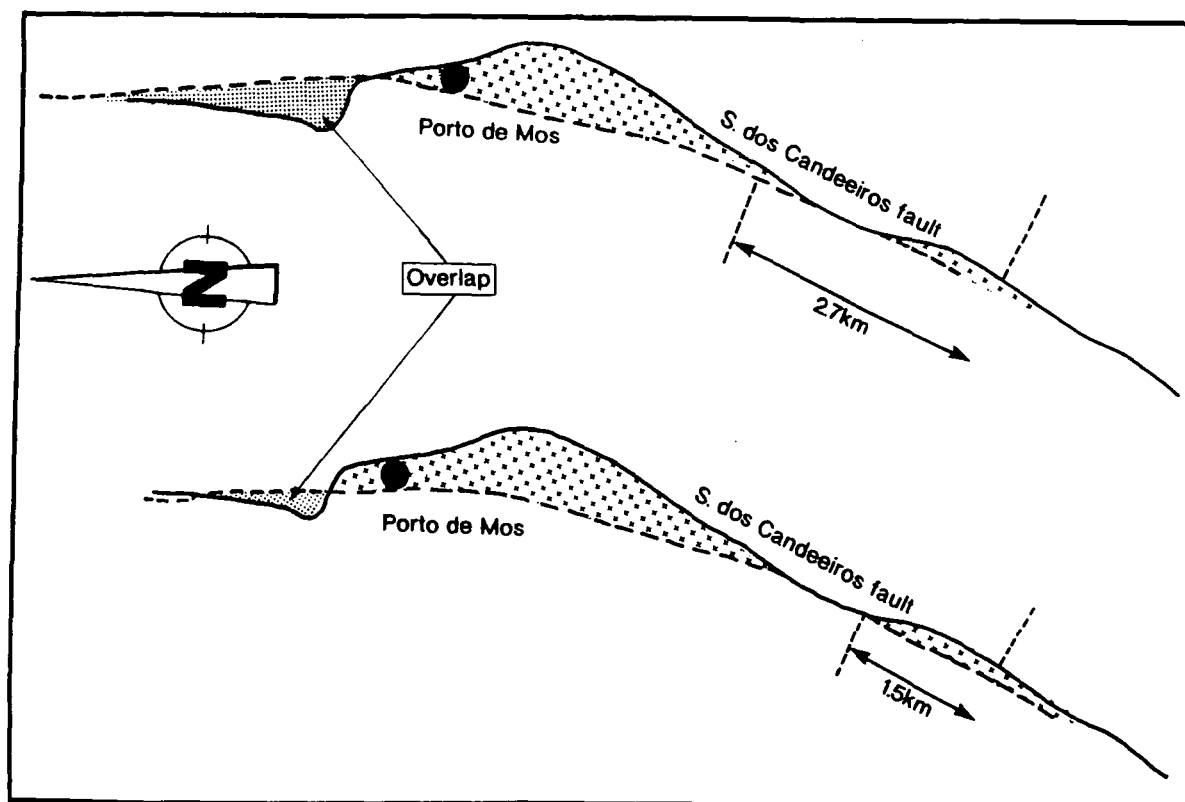 Porto de Mos
S. dos Candeeiros fault
2.7km
N
Overlap
Porto de Mos
S. dos Candeeiros fault
1.5km